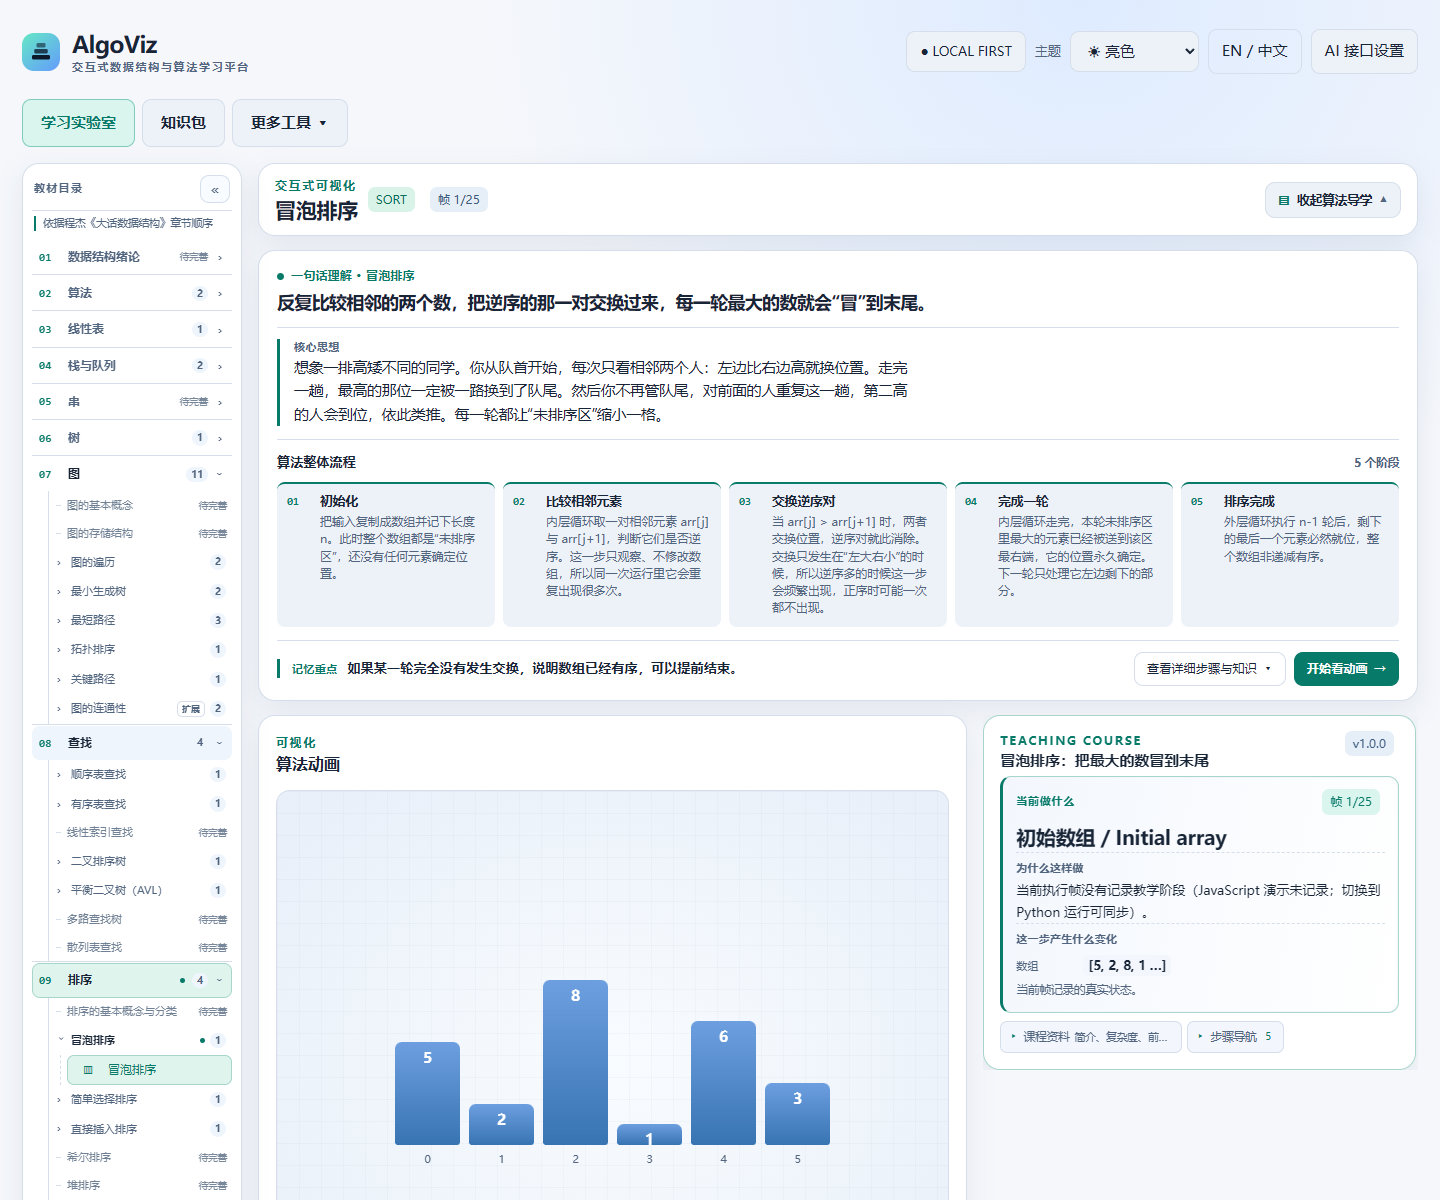 AlgoViz
交互式数据结构与算法学习平台
● LOCAL FIRST
主题
☀ 亮色
EN / 中文
AI 接口设置
学习实验室
知识包
更多工具 ▾
教材目录
«
依据程杰《大话数据结构》章节顺序
01 数据结构绪论 待完善 ›
02 算法 2 ›
03 线性表 1 ›
04 栈与队列 2 ›
05 串 待完善 ›
06 树 1 ›
07 图 11
图的基本概念 待完善
图的存储结构 待完善
› 图的遍历 2
› 最小生成树 2
› 最短路径 3
› 拓扑排序 1
› 关键路径 1
› 图的连通性 扩展 2
08 查找 4
› 顺序表查找 1
› 有序表查找 1
线性索引查找 待完善
› 二叉排序树 1
› 平衡二叉树（AVL） 1
多路查找树 待完善
散列表查找 待完善
09 排序 • 4
排序的基本概念与分类 待完善
冒泡排序 • 1
冒泡排序
› 简单选择排序 1
› 直接插入排序 1
希尔排序 待完善
堆排序 待完善
交互式可视化
冒泡排序
SORT
帧 1/25
收起算法导学 ▲
● 一句话理解 • 冒泡排序
反复比较相邻的两个数，把逆序的那一对交换过来，每一轮最大的数就会“冒”到末尾。
核心思想
想象一排高矮不同的同学。你从队首开始，每次只看相邻两个人：左边比右边高就换位置。走完
一趟，最高的那位一定被一路换到了队尾。然后你不再管队尾，对前面的人重复这一趟，第二高
的人会到位，依此类推。每一轮都让“未排序区”缩小一格。
算法整体流程
5 个阶段
01 初始化
把输入复制成数组并记下长度
n。此时整个数组都是“未排序
区”，还没有任何元素确定位
置。
02 比较相邻元素
内层循环取一对相邻元素 arr[j]
与 arr[j+1]，判断它们是否逆
序。这一步只观察、不修改数
组，所以同一次运行里它会重
复出现很多次。
03 交换逆序对
当 arr[j] > arr[j+1] 时，两者
交换位置，逆序对就此消除。
交换只发生在“左大右小”的时
候，所以逆序多的时候这一步
会频繁出现，正序时可能一次
都不出现。
04 完成一轮
内层循环走完，本轮未排序区
里最大的元素已经被送到该区
最右端，它的位置永久确定。
下一轮只处理它左边剩下的部
分。
05 排序完成
外层循环执行 n-1 轮后，剩下
的最后一个元素必然就位，整
个数组非递减有序。
记忆重点 如果某一轮完全没有发生交换，说明数组已经有序，可以提前结束。
查看详细步骤与知识 ▾
开始看动画 →
可视化
算法动画
5
2
8
1
6
3
0
1
2
3
4
5
TEACHING COURSE
冒泡排序：把最大的数冒到末尾
v1.0.0
当前做什么
帧 1/25
初始数组 / Initial array
为什么这样做
当前执行帧没有记录教学阶段（JavaScript 演示未记录；切换到
Python 运行可同步）。
这一步产生什么变化
数组 [5, 2, 8, 1 …]
当前帧记录的真实状态。
▸ 课程资料 简介、复杂度、前...
▸ 步骤导航 5